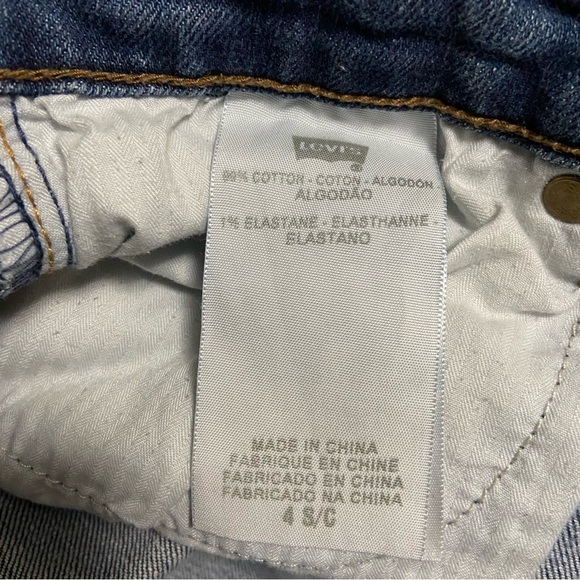 Levi's
®
99% COTTON - COTON - ALGODÓN
ALGODÃO
1% ELASTANE - ELASTHANNE -
ELASTANO
MADE IN CHINA
FABRIQUE EN CHINE
FABRICADO EN CHINA
FABRICADO NA CHINA
4 S/C